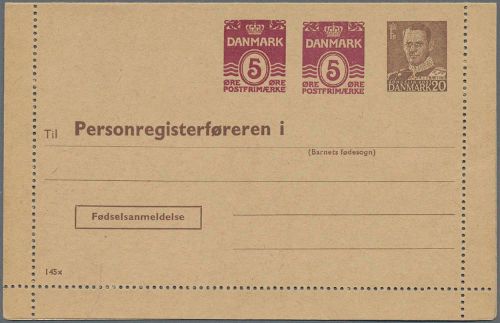 DANMARK
5
ØRE ØRE
POSTFRIMÆRKE
DANMARK
5
ØRE ØRE
POSTFRIMÆRKE
DANMARK 20
Til Personregisterføreren i
(Barnets fødesogn)
Fødselsanmeldelse
145x